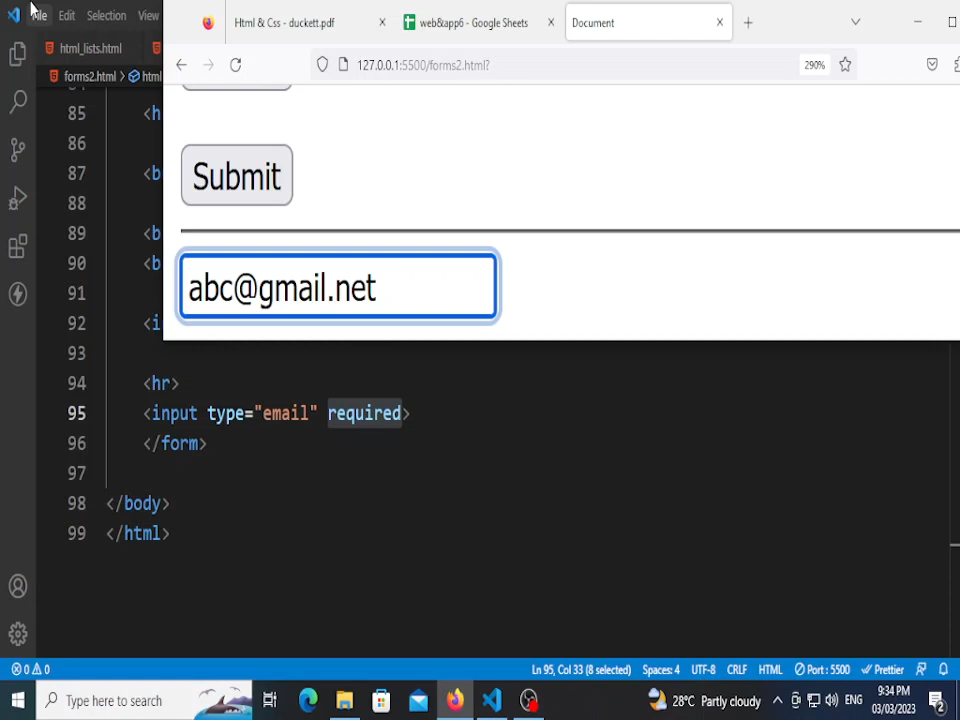 File Edit Selection View
Html & Css - duckett.pdf
web&app6 - Google Sheets
Document
127.0.0.1:5500/forms2.html?
290%
html_lists.html
forms2.html > html
85 <h
86
87 <b
88
89 <b
90 <b
91
92 <i
93
94 <hr>
95 <input type="email" required>
96 </form>
97
98 </body>
99 </html>
Submit
abc@gmail.net
0 0
Ln 95, Col 33 (8 selected) Spaces: 4 UTF-8 CRLF HTML Port : 5500 Prettier
Type here to search
28°C Partly cloudy
ENG
9:34 PM
03/03/2023
2